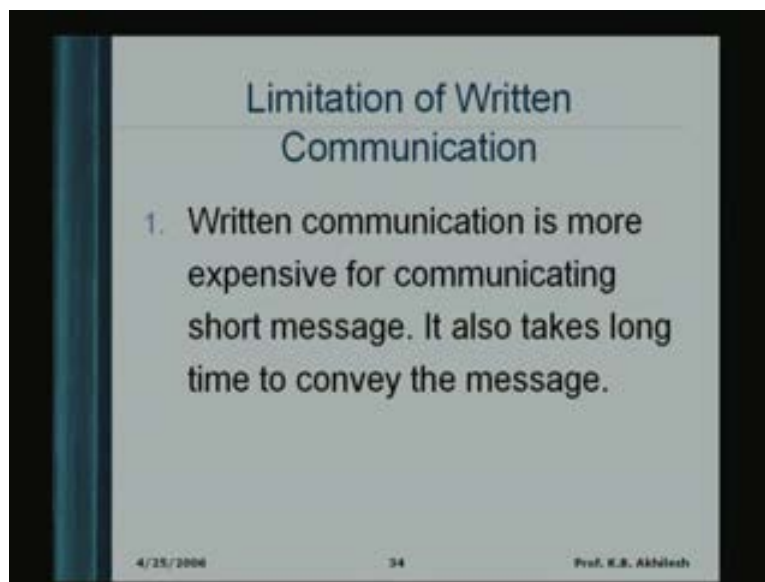 Limitation of Written
Communication
1. Written communication is more
expensive for communicating
short message. It also takes long
time to convey the message.
4/25/2006 34 Prof. K.B. Akhilesh